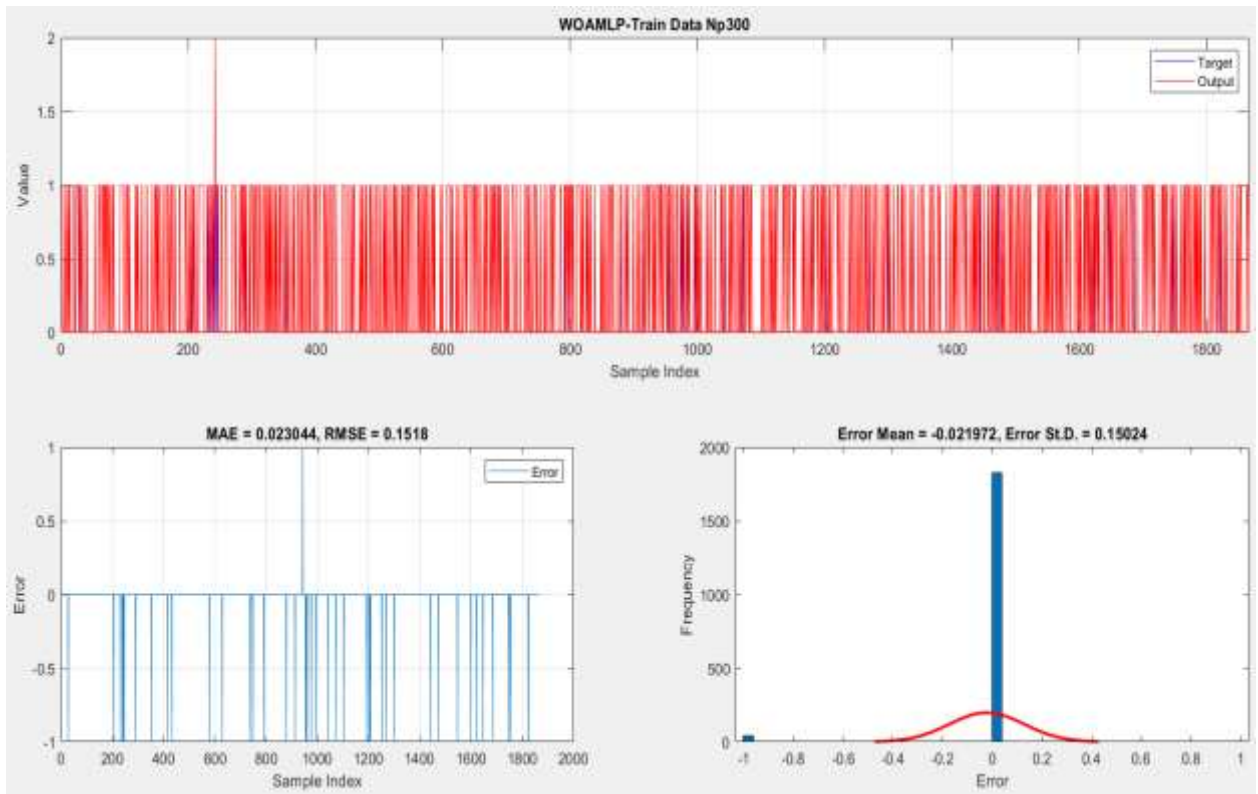 WOAMLP-Train Data Np300
2
1.5
1
0.5
0
Value
Target
Output
0 200 400 600 800 1000 1200 1400 1600 1800
Sample Index
MAE = 0.023044, RMSE = 0.1518
1
0.5
0
-0.5
-1
Error
Error
0 200 400 600 800 1000 1200 1400 1600 1800 2000
Sample Index
Error Mean = -0.021972, Error St.D. = 0.15024
2000
1500
1000
500
0
Frequency
-1 -0.8 -0.6 -0.4 -0.2 0 0.2 0.4 0.6 0.8 1
Error